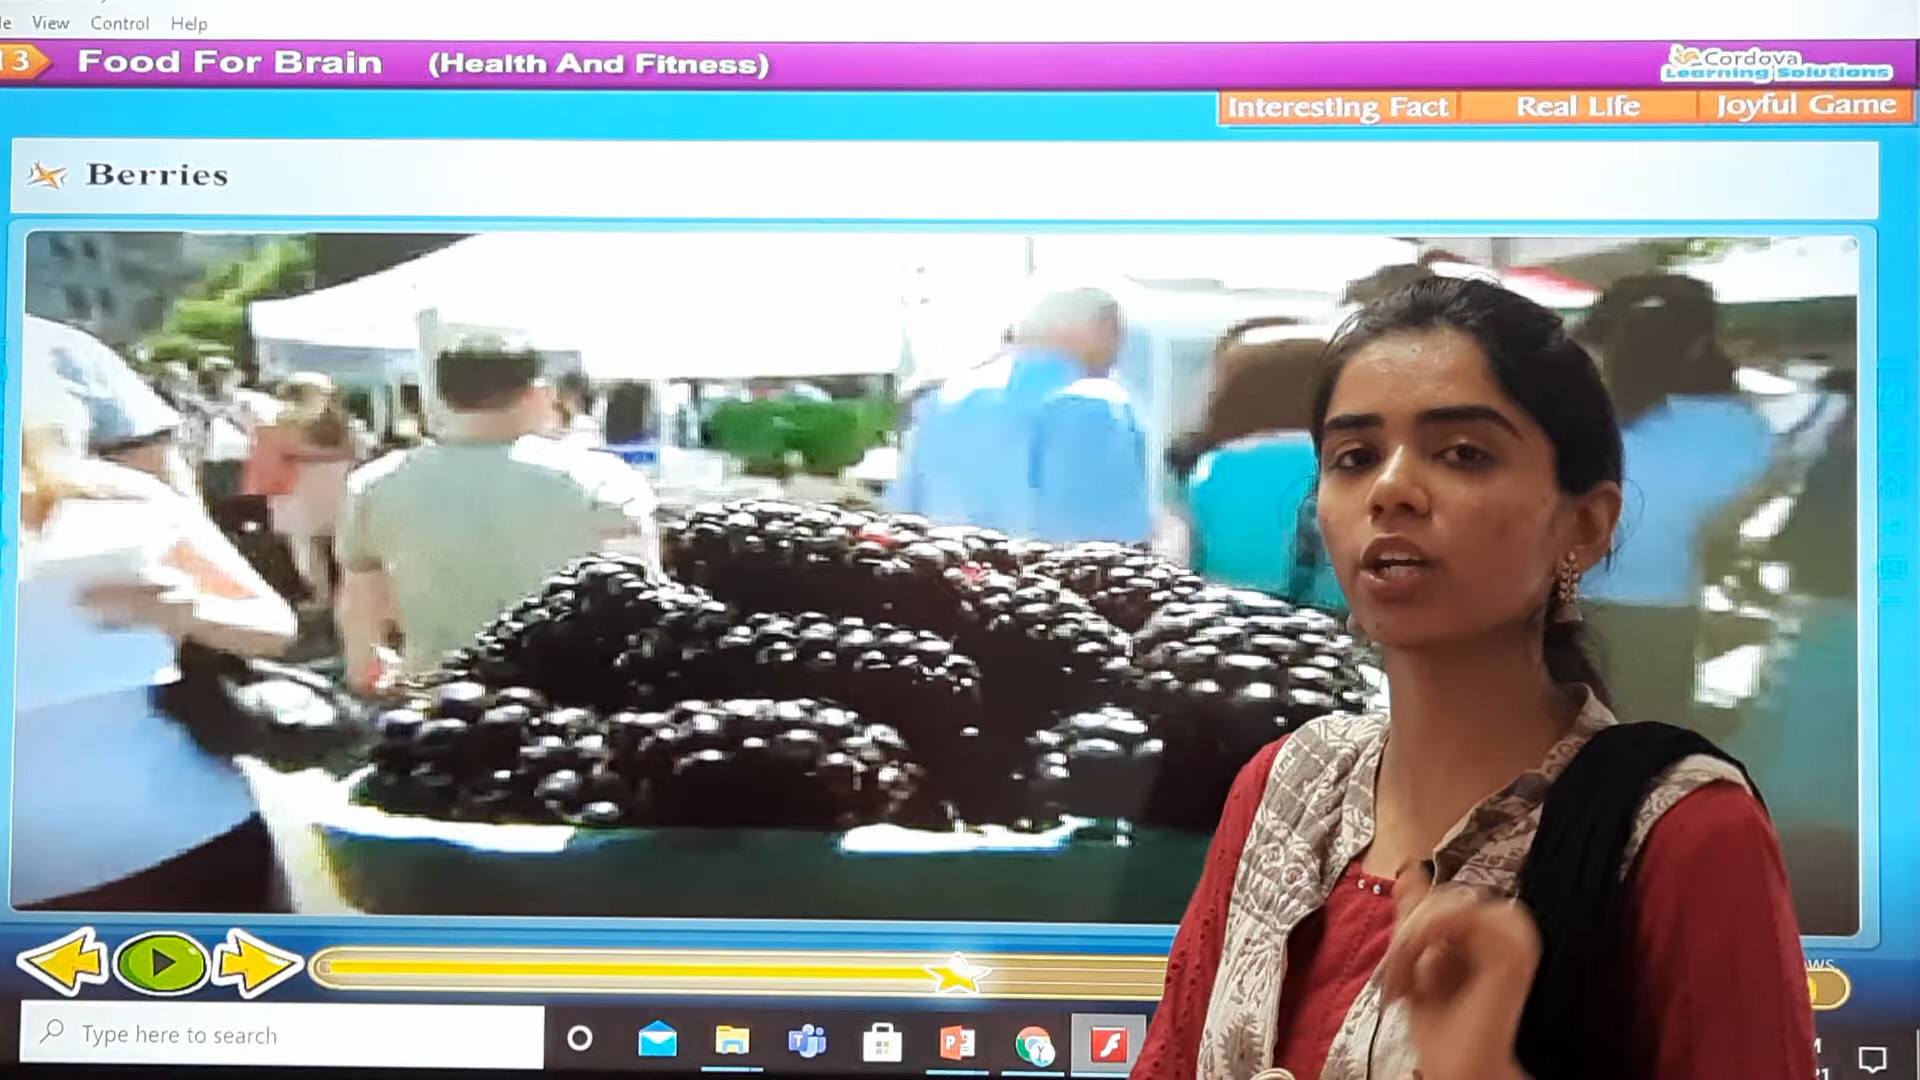 View Control Help
13 Food For Brain (Health And Fitness)
Cordova
Learning Solutions
Interesting Fact Real Life Joyful Game
Berries
Type here to search